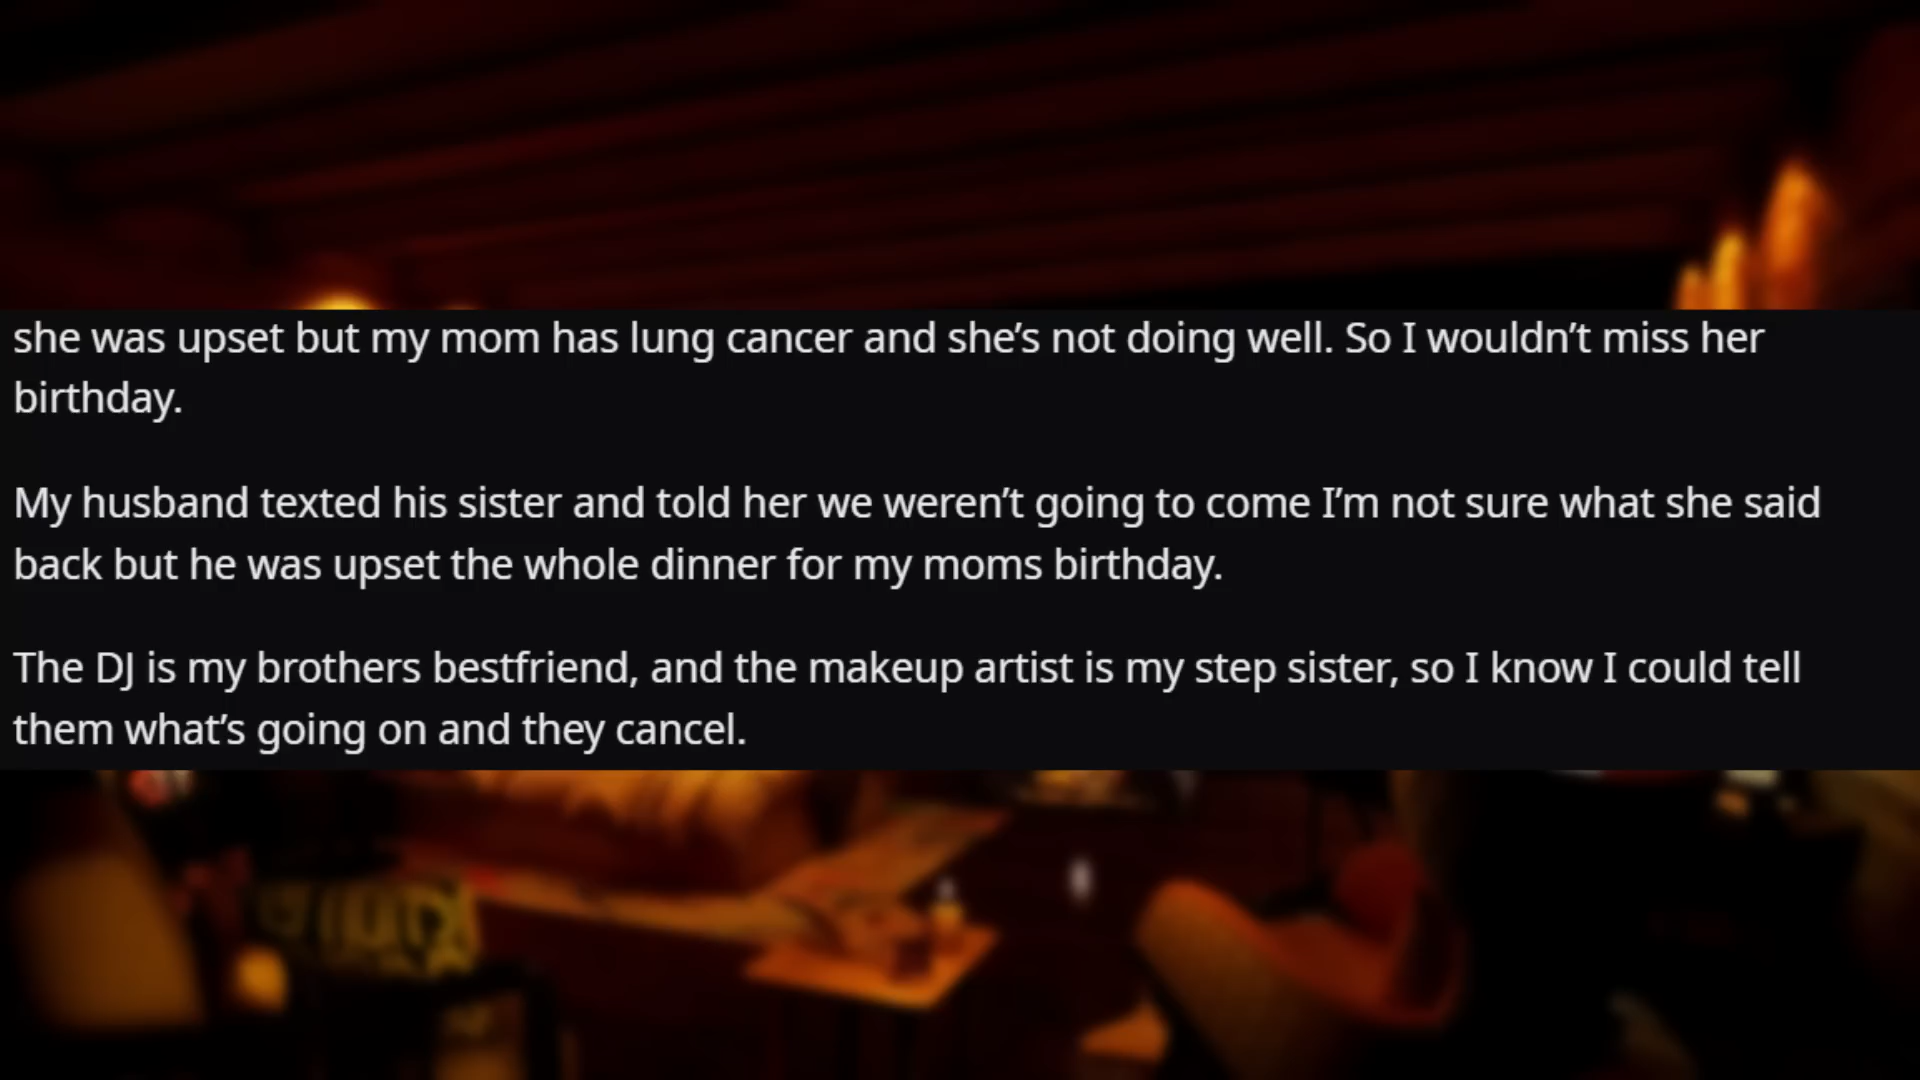 she was upset but my mom has lung cancer and she’s not doing well. So I wouldn’t miss her
birthday.
My husband texted his sister and told her we weren’t going to come I’m not sure what she said
back but he was upset the whole dinner for my moms birthday.
The DJ is my brothers bestfriend, and the makeup artist is my step sister, so I know I could tell
them what’s going on and they cancel.